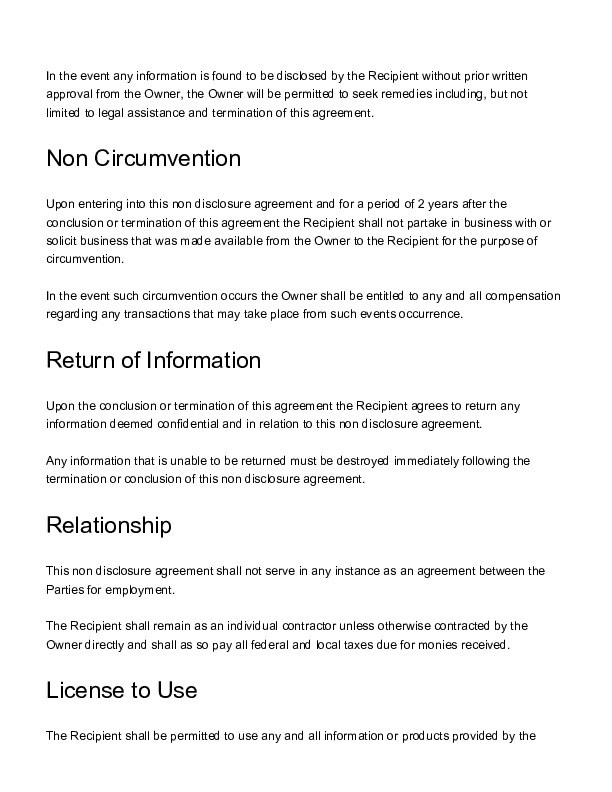 In the event any information is found to be disclosed by the Recipient without prior written
approval from the Owner, the Owner will be permitted to seek remedies including, but not
limited to legal assistance and termination of this agreement.
Non Circumvention
Upon entering into this non disclosure agreement and for a period of 2 years after the
conclusion or termination of this agreement the Recipient shall not partake in business with or
solicit business that was made available from the Owner to the Recipient for the purpose of
circumvention.
In the event such circumvention occurs the Owner shall be entitled to any and all compensation
regarding any transactions that may take place from such events occurrence.
Return of Information
Upon the conclusion or termination of this agreement the Recipient agrees to return any
information deemed confidential and in relation to this non disclosure agreement.
Any information that is unable to be returned must be destroyed immediately following the
termination or conclusion of this non disclosure agreement.
Relationship
This non disclosure agreement shall not serve in any instance as an agreement between the
Parties for employment.
The Recipient shall remain as an individual contractor unless otherwise contracted by the
Owner directly and shall as so pay all federal and local taxes due for monies received.
License to Use
The Recipient shall be permitted to use any and all information or products provided by the